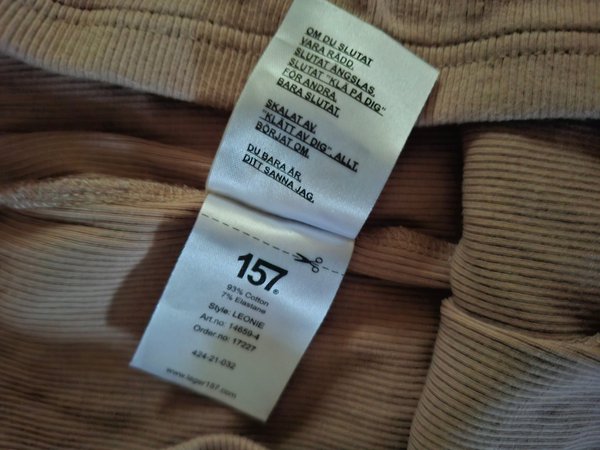 OM DU SLUTAT
VARA RÄDD.
SLUTAT ÄNGSLAS.
SLUTAT "KLÄ PÅ DIG"
FÖR ANDRA.
BARA SLUTAT.
SKALAT AV.
"KLÄTT AV DIG". ALLT.
BÖRJAT OM.
DU BARA ÄR.
DITT SANNA JAG.
157®
93% Cotton
7% Elastane
Style: LEONIE
Art.no: 14659-4
Order.no: 17227
424-21-032
www.lager157.com